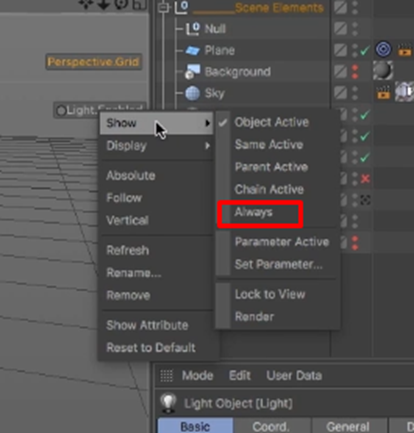 Scene Elements
Null
Plane
Perspective.Grid
Background
Sky
Light.Enabled
Show
Object Active
Display
Same Active
Parent Active
Absolute
Chain Active
Follow
Always
Vertical
Parameter Active
Refresh
Set Parameter...
Rename...
Remove
Lock to View
Render
Show Attribute
Reset to Default
Mode Edit User Data
Light Object [Light]
Basic Coord. General